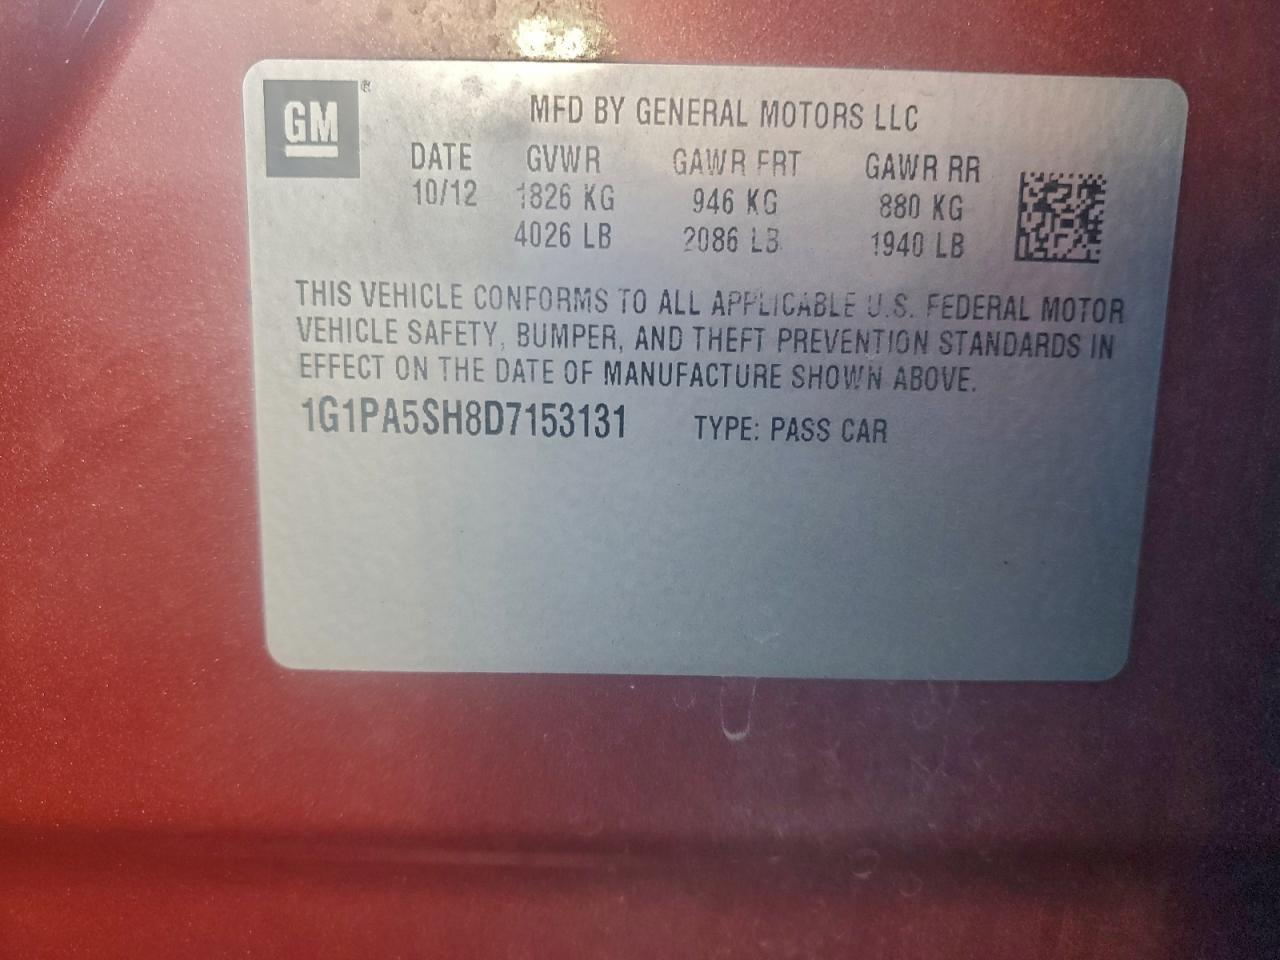 GM ®
MFD BY GENERAL MOTORS LLC
DATE GVWR GAWR FRT GAWR RR
10/12 1826 KG 946 KG 880 KG
4026 LB 2086 LB 1940 LB
THIS VEHICLE CONFORMS TO ALL APPLICABLE U.S. FEDERAL MOTOR
VEHICLE SAFETY, BUMPER, AND THEFT PREVENTION STANDARDS IN
EFFECT ON THE DATE OF MANUFACTURE SHOWN ABOVE.
1G1PA5SH8D7153131 TYPE: PASS CAR